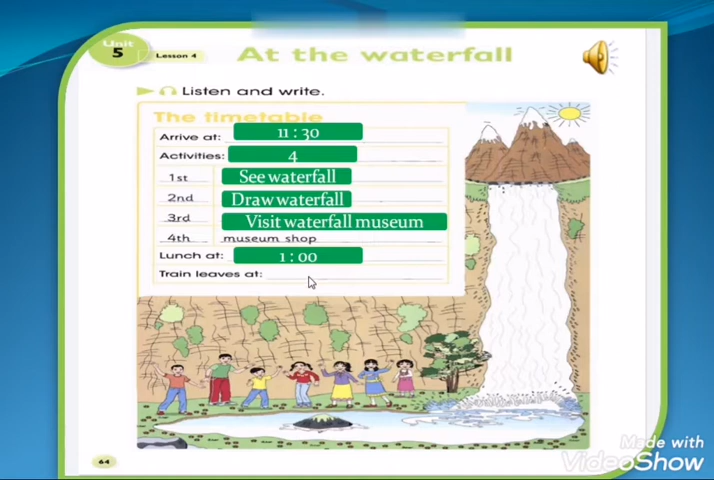 Unit
5
Lesson 4
At the waterfall
Listen and write.
The timetable
Arrive at: 11 : 30
Activities: 4
1st See waterfall
2nd Draw waterfall
3rd Visit waterfall museum
4th museum shop
Lunch at: 1 : 00
Train leaves at:
64
Made with
VideoShow